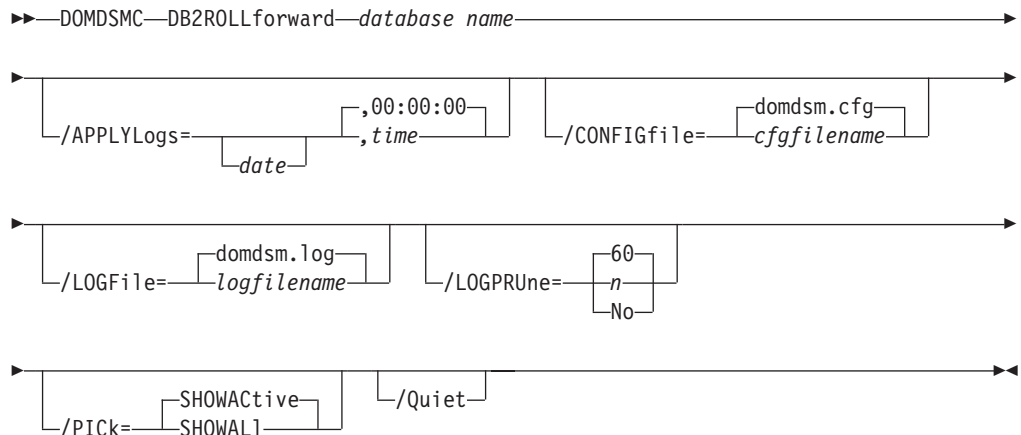 DOMDSMC DB2ROLLforward database name
,00:00:00
/APPLYLogs= ,time
date
domdsm.cfg
/CONFIGfile= cfgfilename
domdsm.log
/LOGFile= logfilename
60
/LOGPRUne= n
No
SHOWACtive
/PICk= SHOWALl
/Quiet